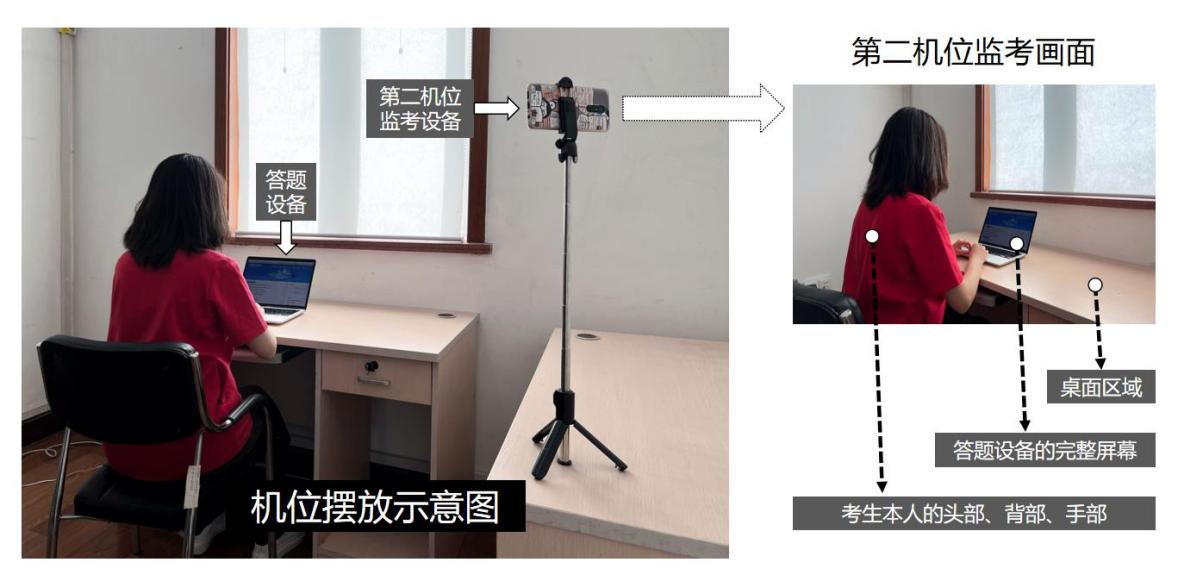 第二机位监考画面
第二机位
监考设备
答题
设备
机位摆放示意图
桌面区域
答题设备的完整屏幕
考生本人的头部、背部、手部